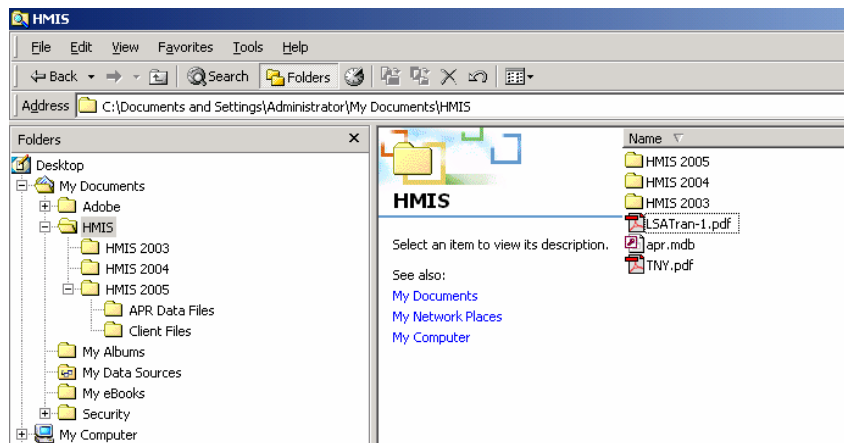 HMIS
File Edit View Favorites Tools Help
Back Search Folders
Address C:\Documents and Settings\Administrator\My Documents\HMIS
Folders
Desktop
My Documents
Adobe
HMIS
HMIS 2003
HMIS 2004
HMIS 2005
APR Data Files
Client Files
My Albums
My Data Sources
My eBooks
Security
My Computer
HMIS
Select an item to view its description.
See also:
My Documents
My Network Places
My Computer
Name
HMIS 2005
HMIS 2004
HMIS 2003
LSATran-1.pdf
apr.mdb
TNY.pdf